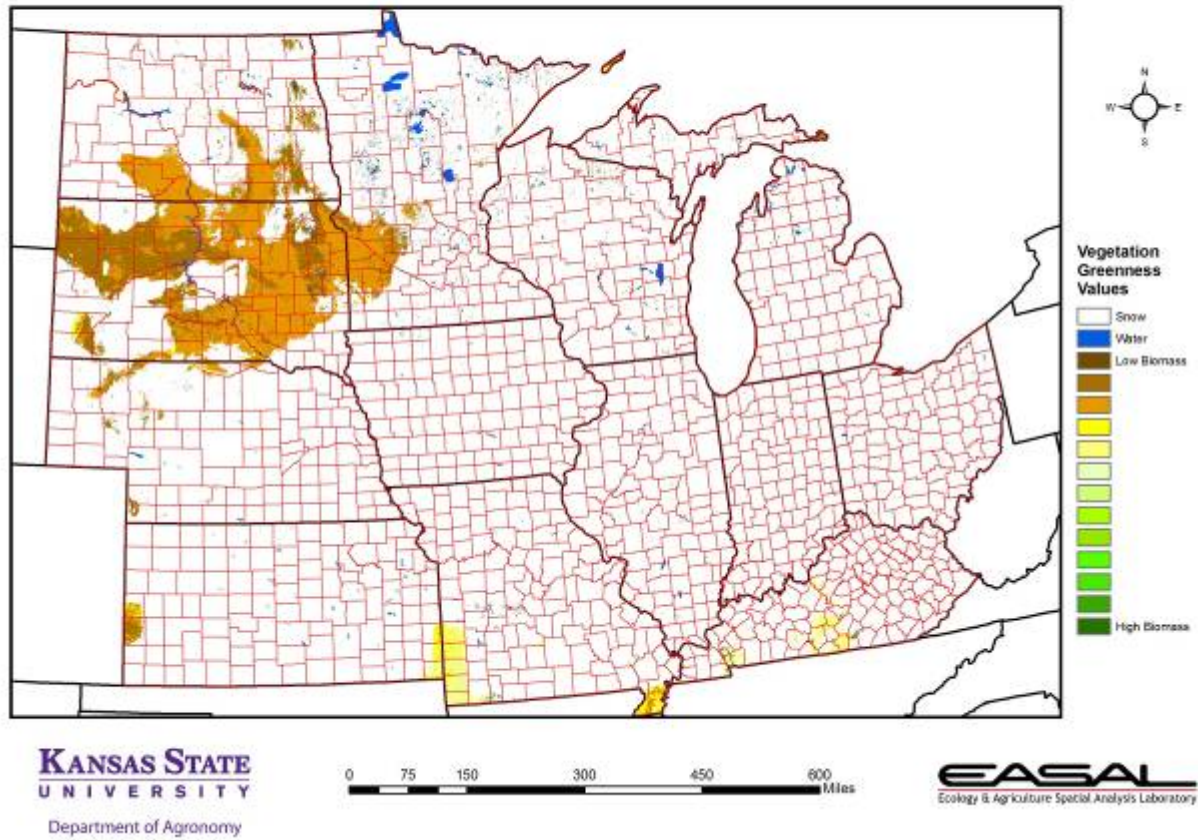 N
W E
S
Vegetation
Greenness
Values
Snow
Water
Low Biomass
High Biomass
KANSAS STATE
UNIVERSITY
Department of Agronomy
0 75 150 300 450 600
Miles
EASAL
Ecology & Agriculture Spatial Analysis Laboratory